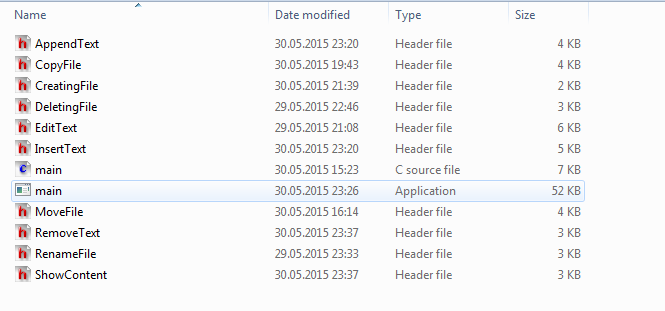 Name Date modified Type Size
AppendText 30.05.2015 23:20 Header file 4 KB
CopyFile 30.05.2015 19:43 Header file 4 KB
CreatingFile 30.05.2015 21:39 Header file 2 KB
DeletingFile 29.05.2015 22:46 Header file 3 KB
EditText 29.05.2015 21:08 Header file 6 KB
InsertText 30.05.2015 23:20 Header file 5 KB
main 30.05.2015 15:23 C source file 7 KB
main 30.05.2015 23:26 Application 52 KB
MoveFile 30.05.2015 16:14 Header file 4 KB
RemoveText 30.05.2015 23:37 Header file 3 KB
RenameFile 29.05.2015 23:33 Header file 3 KB
ShowContent 30.05.2015 23:37 Header file 3 KB